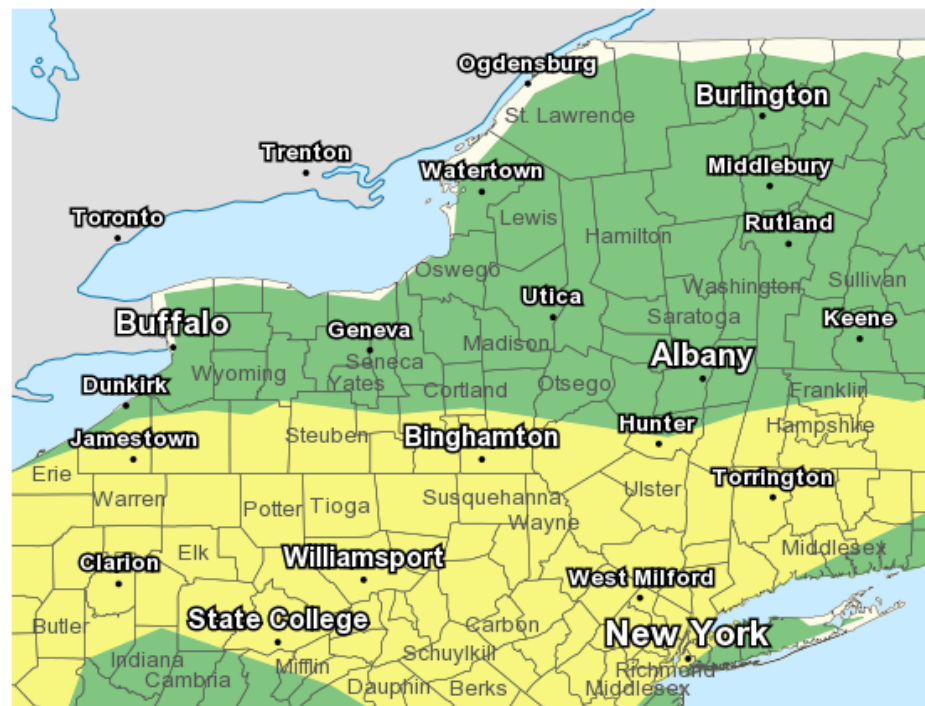 Ogdensburg
Burlington
St. Lawrence
Trenton
Watertown
Middlebury
Toronto
Lewis
Hamilton
Rutland
Oswego
Washington
Sullivan
Utica
Buffalo
Geneva
Madison
Saratoga
Keene
Seneca
Albany
Wyoming
Yates
Cortland
Otsego
Dunkirk
Franklin
Jamestown
Steuben
Binghamton
Hunter
Hampshire
Erie
Warren
Potter
Tioga
Susquehanna
Ulster
Torrington
Wayne
Elk
Middlesex
Clarion
Williamsport
West Milford
Butler
State College
Carbon
New York
Indiana
Cambria
Mifflin
Schuylkill
Richmond
Dauphin
Berks
Middlesex